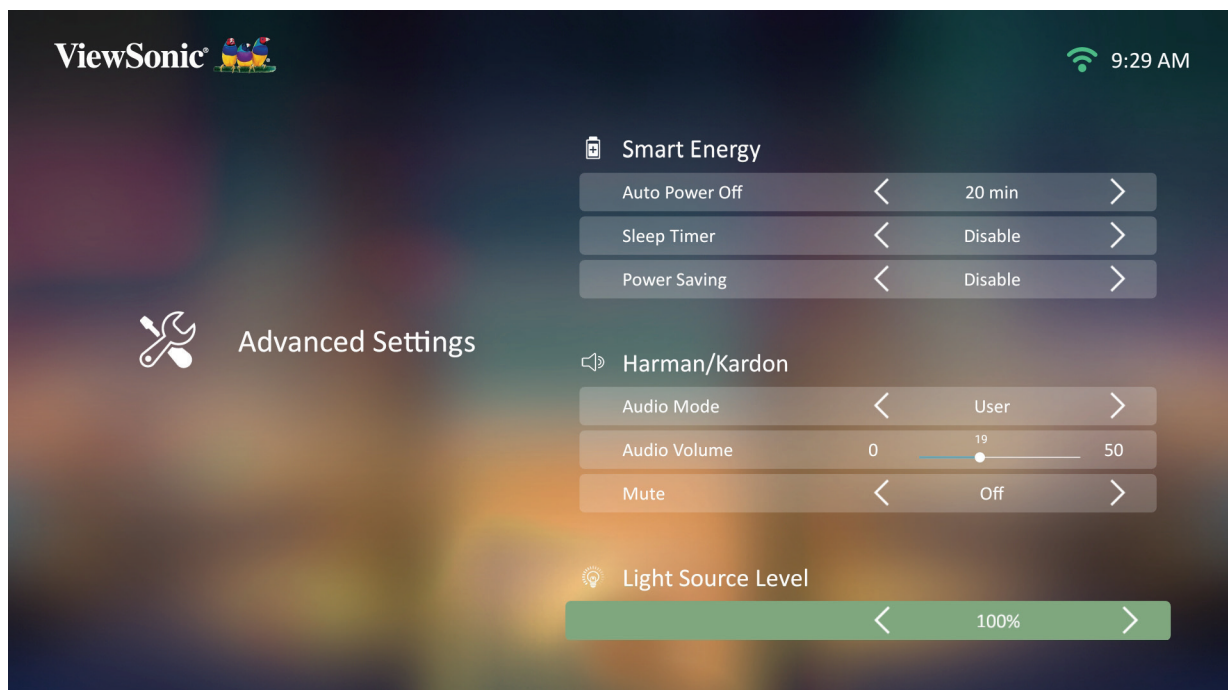 ViewSonic®
9:29 AM
Smart Energy
Auto Power Off 20 min
Sleep Timer Disable
Power Saving Disable
Advanced Settings
Harman/Kardon
Audio Mode User
Audio Volume 0 19 50
Mute Off
Light Source Level
100%